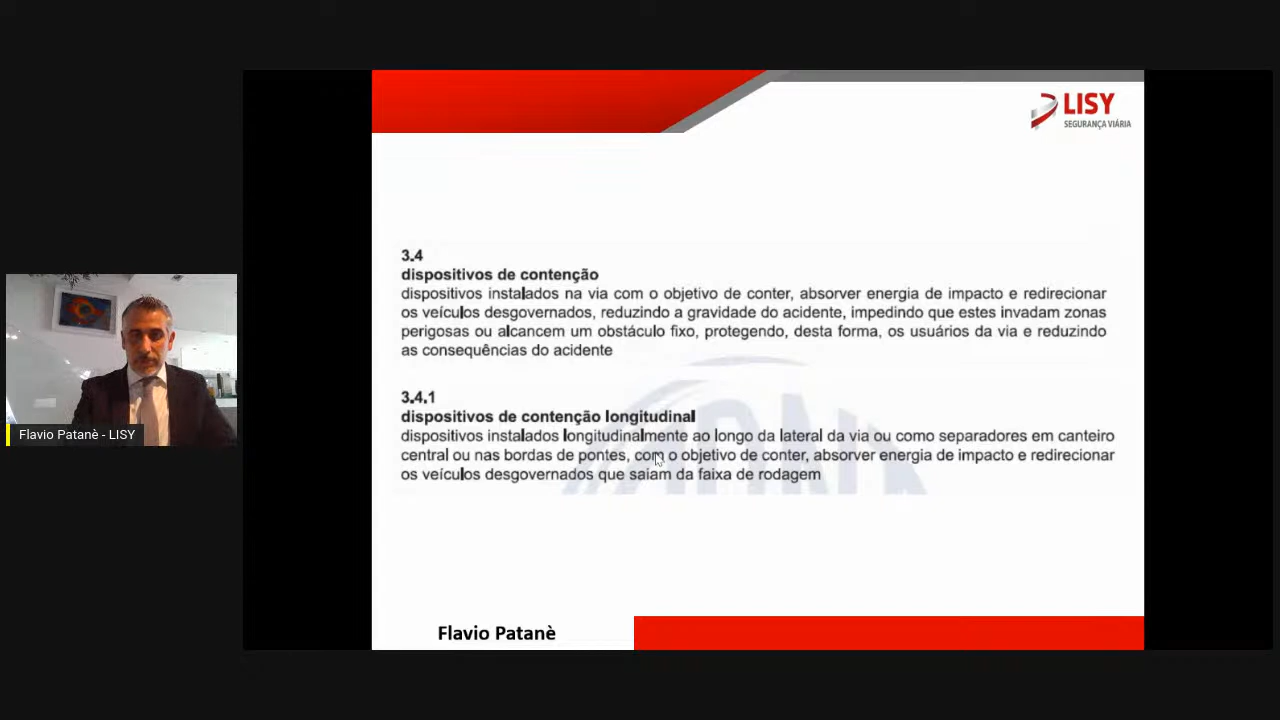 LISY
SEGURANÇA VIÁRIA
3.4
dispositivos de contenção
dispositivos instalados na via com o objetivo de conter, absorver energia de impacto e redirecionar
os veículos desgovernados, reduzindo a gravidade do acidente, impedindo que estes invadam zonas
perigosas ou alcancem um obstáculo fixo, protegendo, desta forma, os usuários da via e reduzindo
as consequências do acidente
3.4.1
dispositivos de contenção longitudinal
dispositivos instalados longitudinalmente ao longo da lateral da via ou como separadores em canteiro
central ou nas bordas de pontes, com o objetivo de conter, absorver energia de impacto e redirecionar
os veículos desgovernados que saiam da faixa de rodagem
Flavio Patanè - LISY
Flavio Patanè